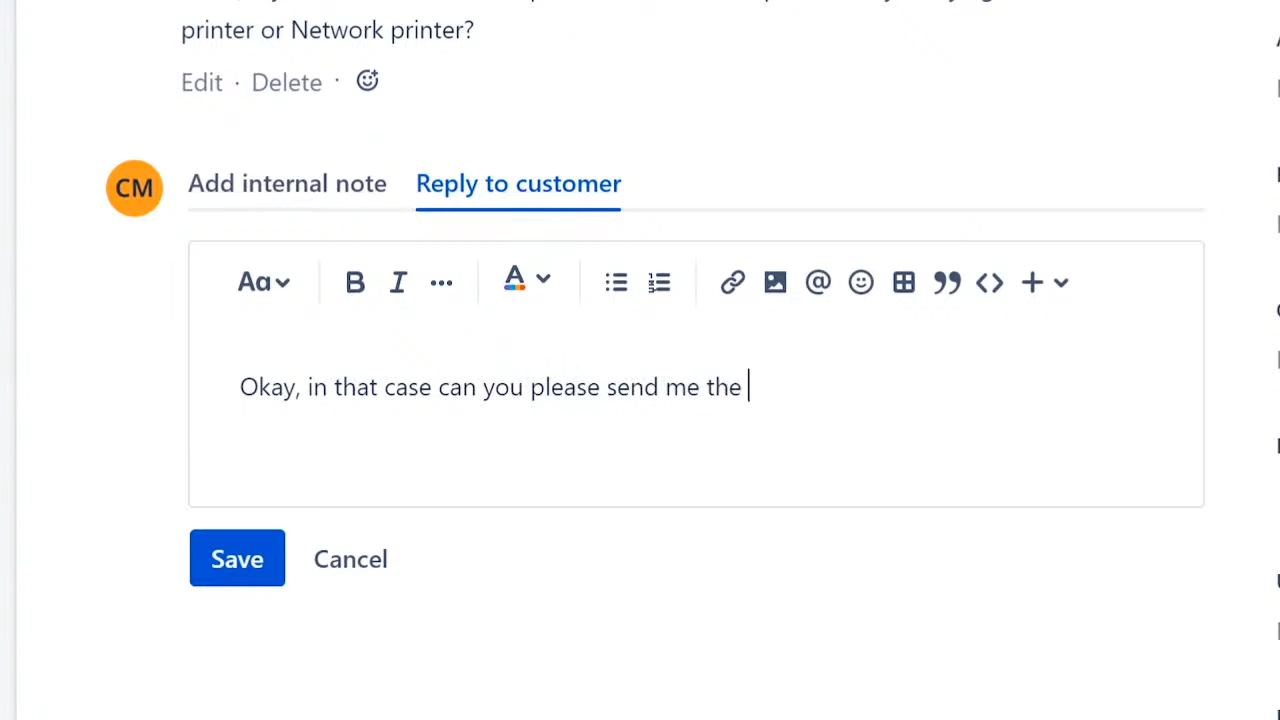 printer or Network printer?
Edit · Delete ·
CM
Add internal note Reply to customer
Aa B I ... A @ +
Okay, in that case can you please send me the
Save Cancel